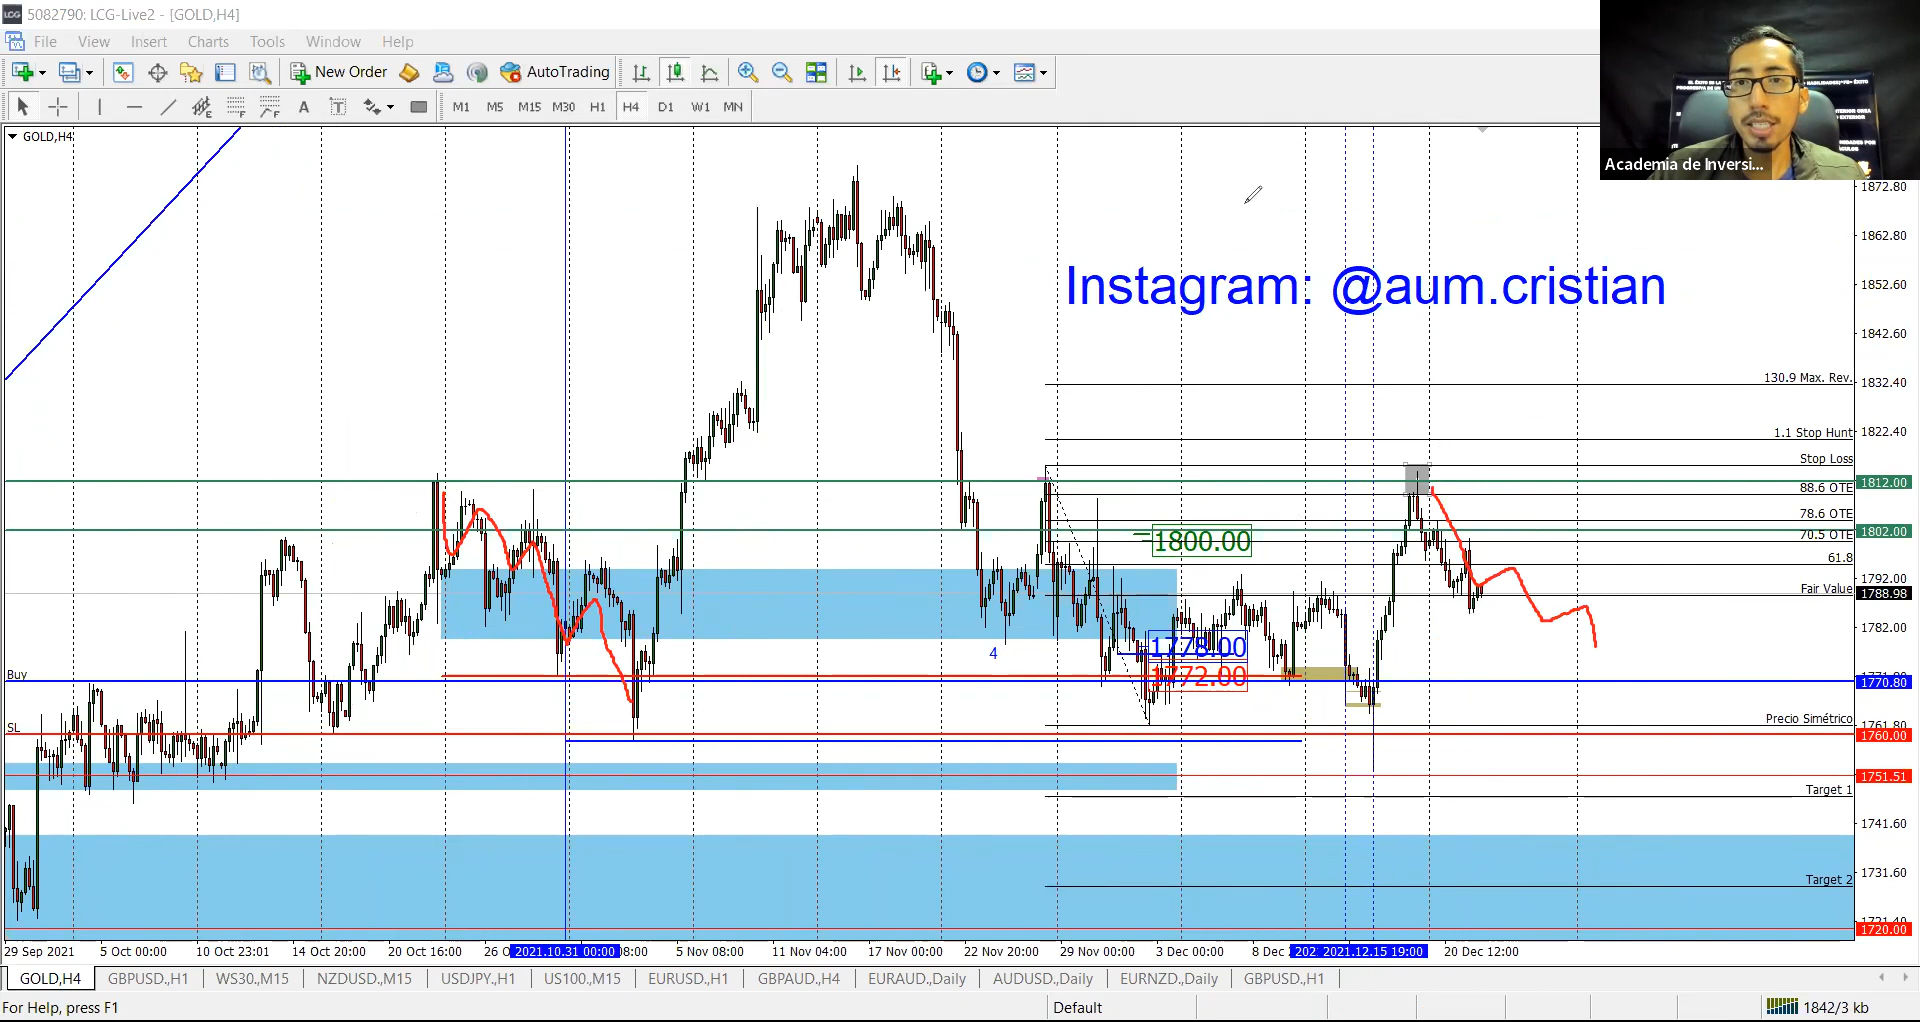 5082790: LCG-Live2 - [GOLD,H4]
File View Insert Charts Tools Window Help
New Order AutoTrading
A T M1 M5 M15 M30 H1 H4 D1 W1 MN
GOLD,H4
Academia de Inversi...
Instagram: @aum.cristian
1872.80
1862.80
1852.60
1842.60
130.9 Max. Rev. 1832.40
1.1 Stop Hunt 1822.40
Stop Loss
88.6 OTE 1812.00
78.6 OTE
1802.00
70.5 OTE
1800.00
61.8
1792.00
Fair Value 1788.98
1782.00
1778.00
4
1772.00
Buy 1770.80
Precio Simétrico 1761.80
SL 1760.00
1751.51
Target 1
1741.60
Target 2 1731.60
1721.40
1720.00
29 Sep 2021 5 Oct 00:00 10 Oct 23:01 14 Oct 20:00 20 Oct 16:00 26 O 2021.10.31 00:00 08:00 5 Nov 08:00 11 Nov 04:00 17 Nov 00:00 22 Nov 20:00 29 Nov 00:00 3 Dec 00:00 8 Dec 202 2021.12.15 19:00 20 Dec 12:00
GOLD,H4 GBPUSD.,H1 WS30.,M15 NZDUSD.,M15 USDJPY.,H1 US100.,M15 EURUSD.,H1 GBPAUD.,H4 EURAUD.,Daily AUDUSD.,Daily EURNZD.,Daily GBPUSD.,H1
For Help, press F1 Default 1842/3 kb